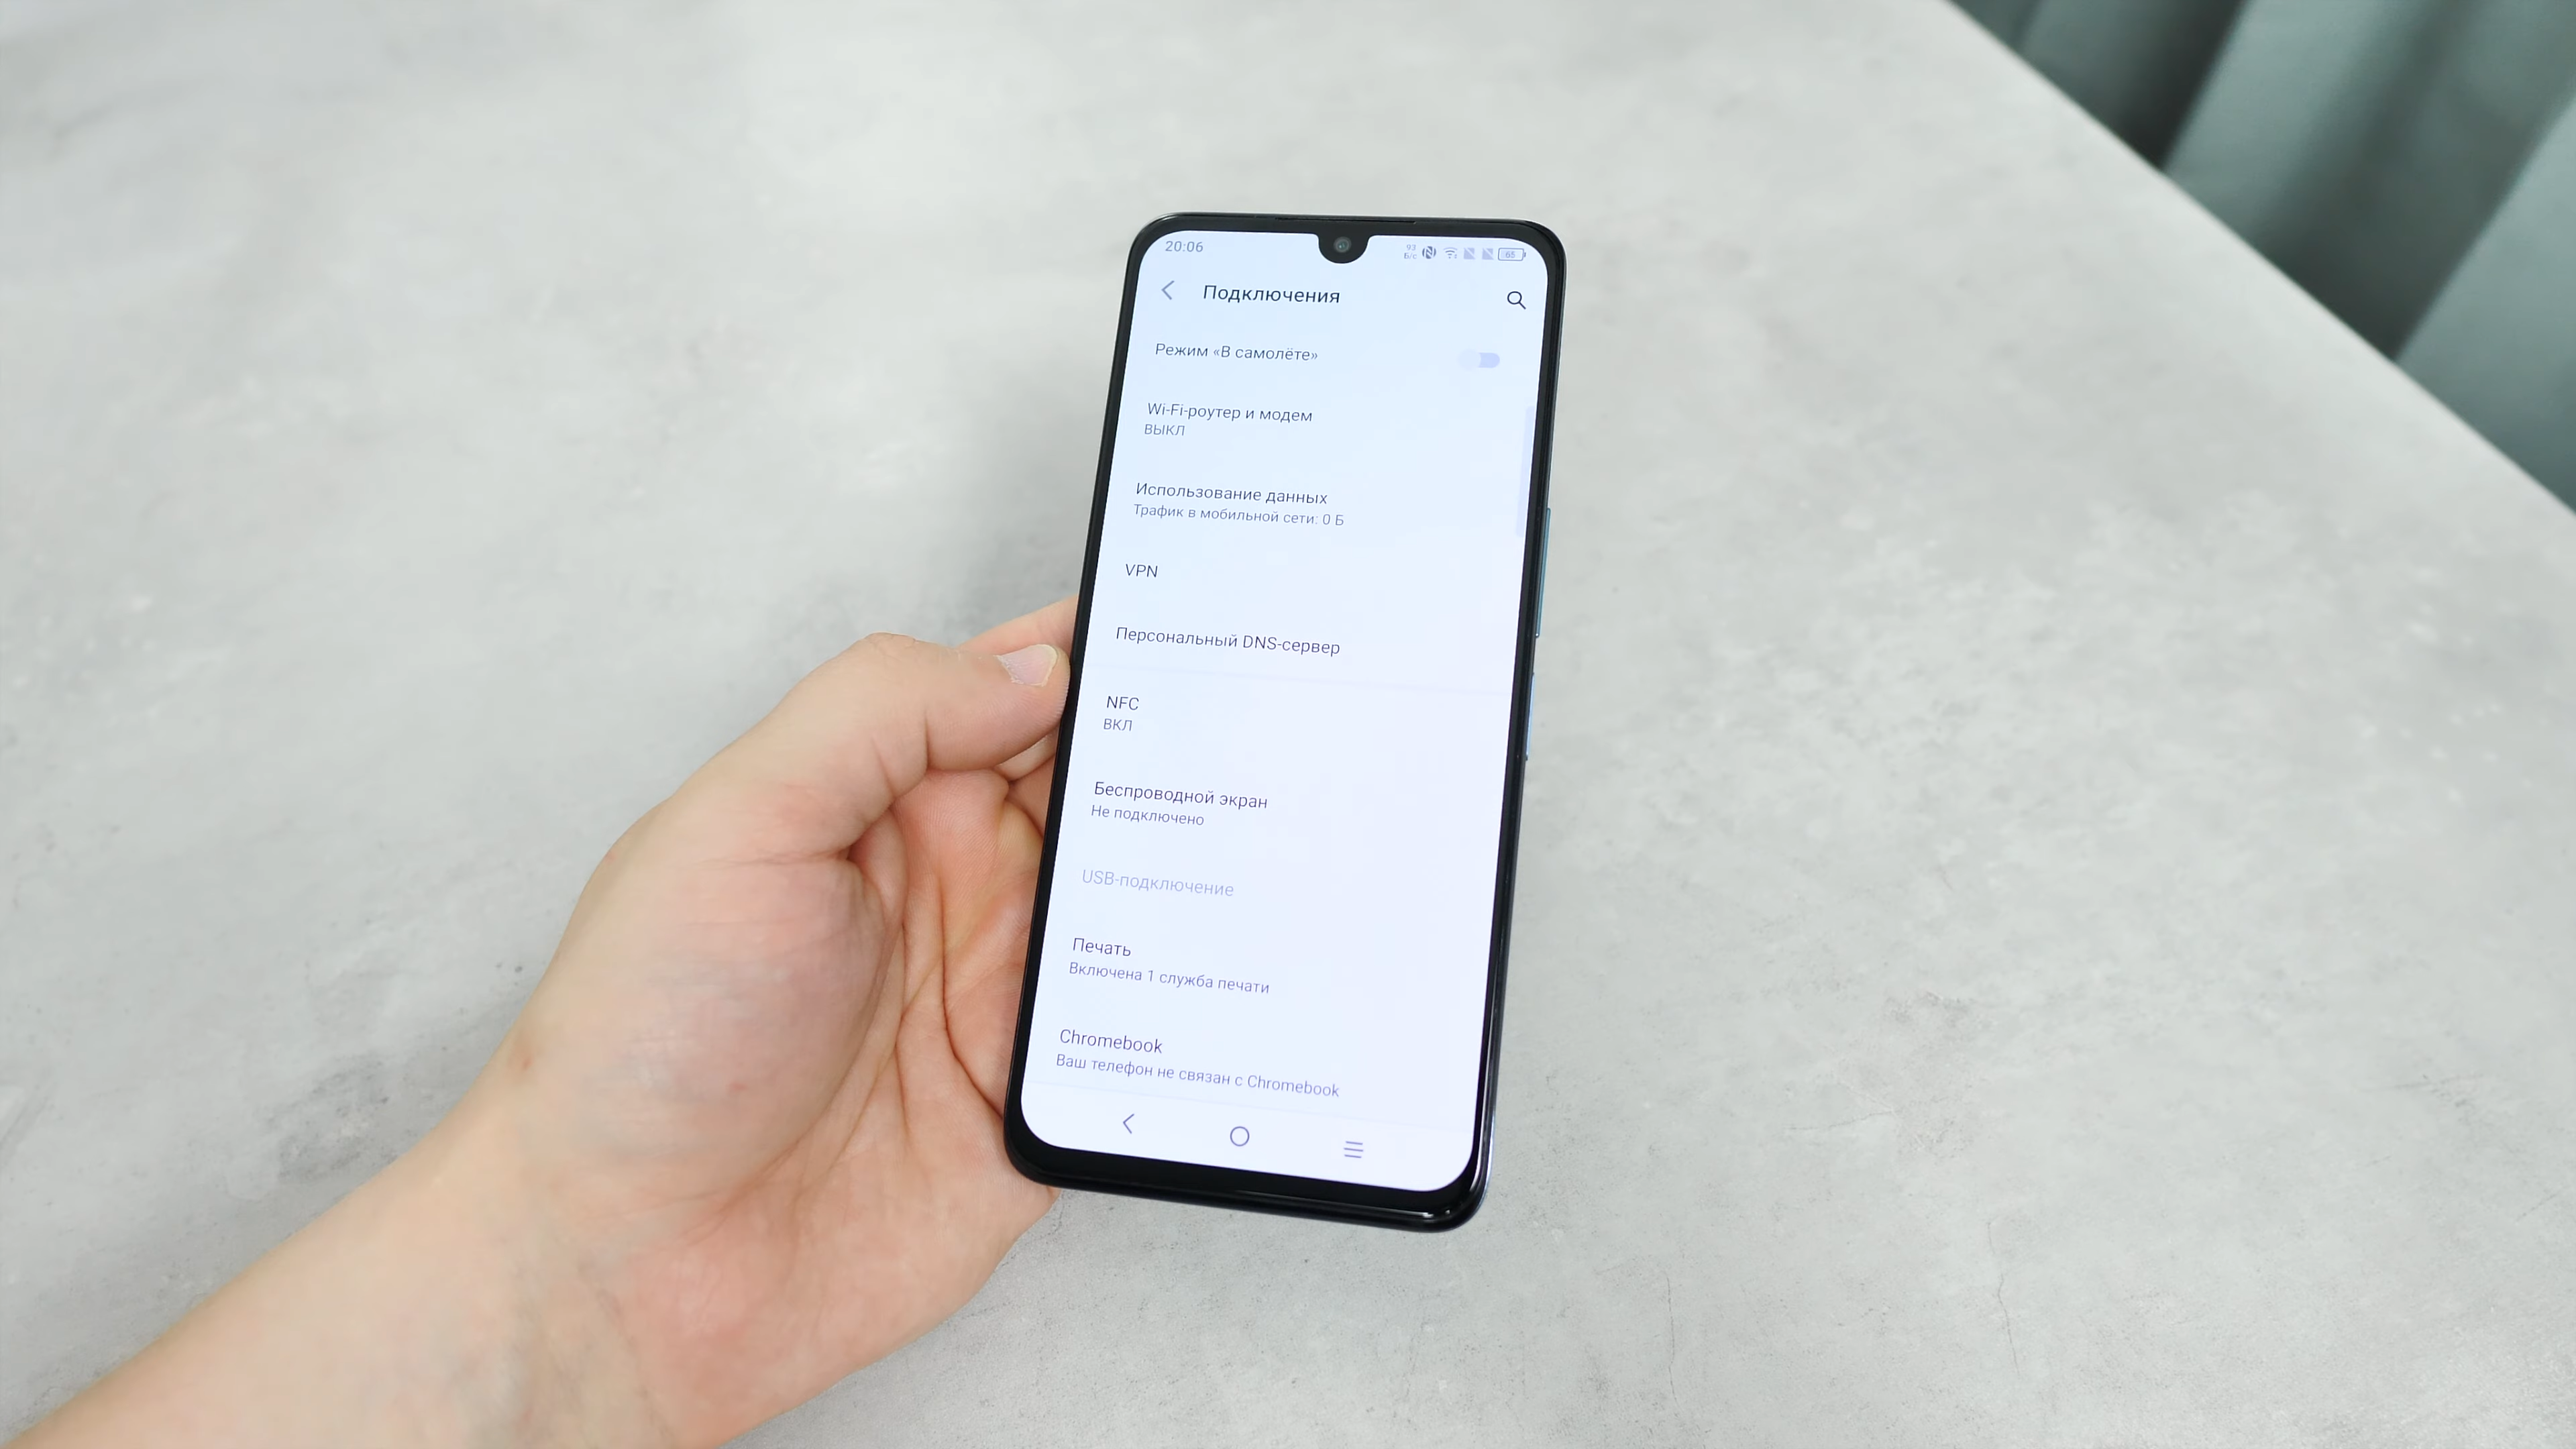 20:06
93
Б/с
65
Подключения
Режим «В самолёте»
Wi-Fi-роутер и модем
ВЫКЛ
Использование данных
Трафик в мобильной сети: 0 Б
VPN
Персональный DNS-сервер
NFC
ВКЛ
Беспроводной экран
Не подключено
USB-подключение
Печать
Включена 1 служба печати
Chromebook
Ваш телефон не связан с Chromebook